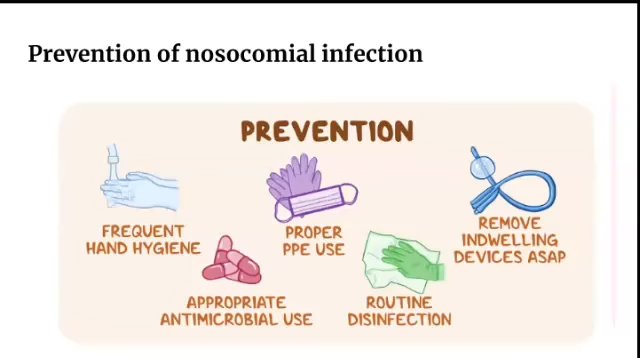 Prevention of nosocomial infection
PREVENTION
FREQUENT
HAND HYGIENE
PROPER
PPE USE
REMOVE
INDWELLING
DEVICES ASAP
APPROPRIATE
ANTIMICROBIAL USE
ROUTINE
DISINFECTION